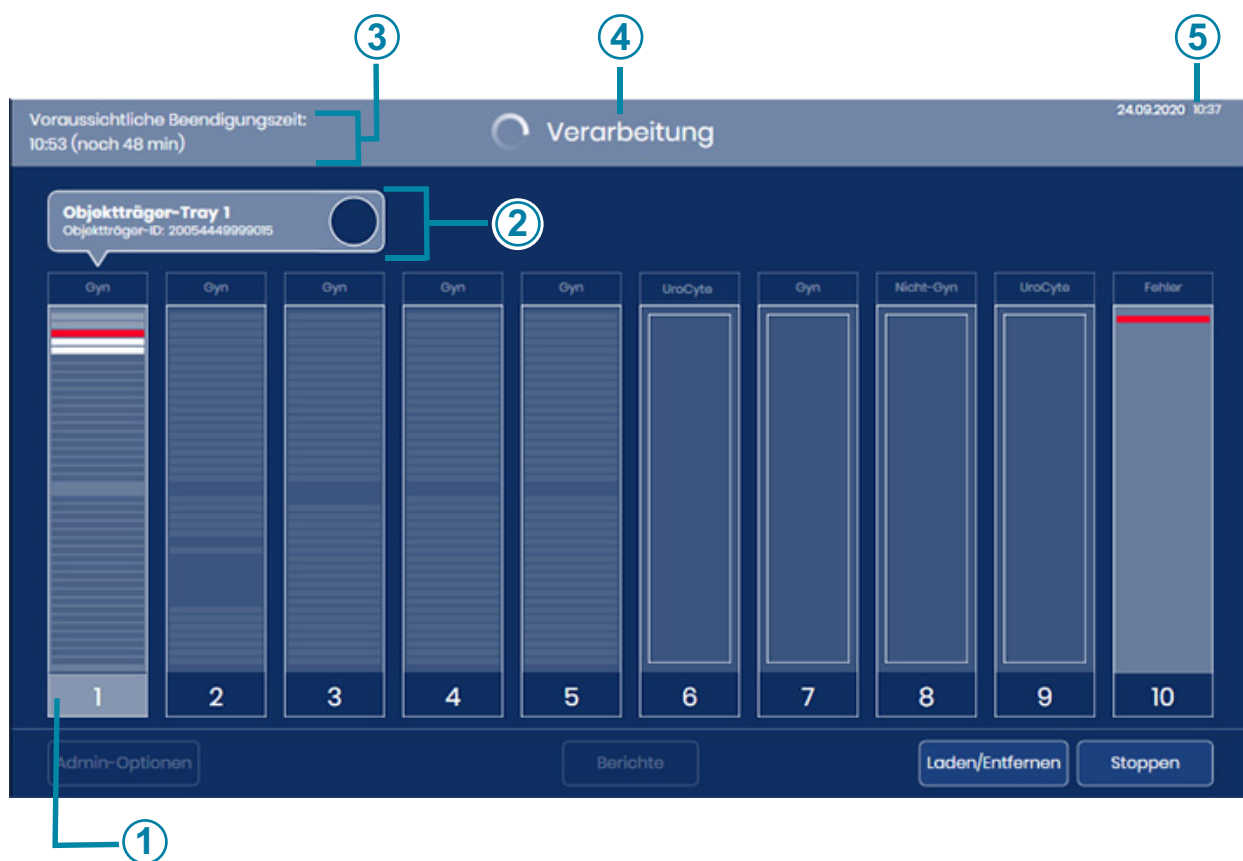 3
4
5
Voraussichtliche Beendigungszeit:
10:53 (noch 48 min)
Verarbeitung
24.09.2020 10:37
Objektträger-Tray 1
Objektträger-ID: 20054449999015
2
Gyn
Gyn
Gyn
Gyn
Gyn
UroCyte
Gyn
Nicht-Gyn
UroCyte
Fehler
1
2
3
4
5
6
7
8
9
10
Admin-Optionen
Berichte
Laden/Entfernen
Stoppen
1